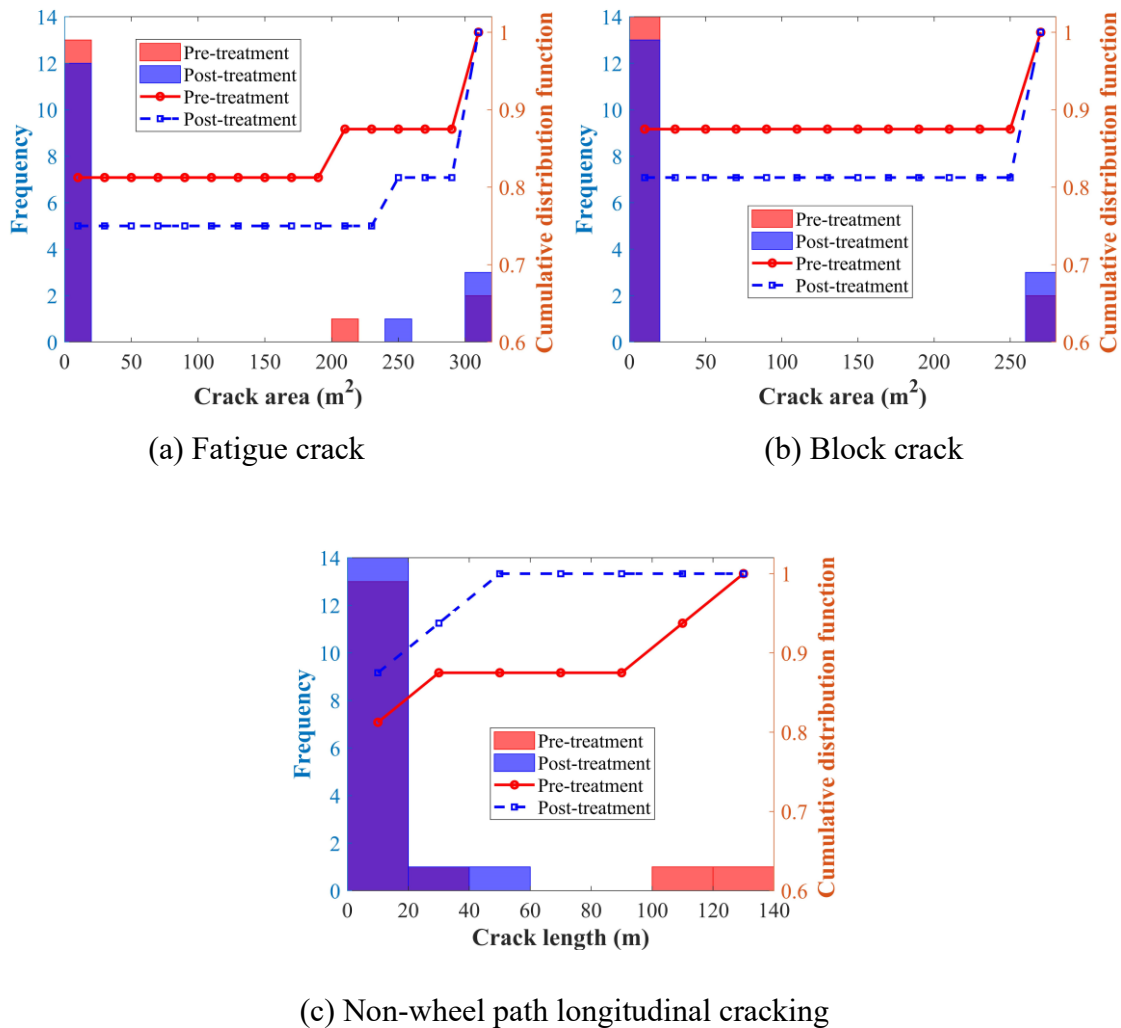 14
12
10
8
6
4
2
0
Frequency
Pre-treatment
Post-treatment
Pre-treatment
Post-treatment
1
0.9
0.8
0.7
0.6
Cumulative distribution function
0 50 100 150 200 250 300
Crack area (m²)
(a) Fatigue crack
14
12
10
8
6
4
2
0
Frequency
Pre-treatment
Post-treatment
Pre-treatment
Post-treatment
1
0.9
0.8
0.7
0.6
Cumulative distribution function
0 50 100 150 200 250
Crack area (m²)
(b) Block crack
14
12
10
8
6
4
2
0
Frequency
Pre-treatment
Post-treatment
Pre-treatment
Post-treatment
1
0.9
0.8
0.7
0.6
Cumulative distribution function
0 20 40 60 80 100 120 140
Crack length (m)
(c) Non-wheel path longitudinal cracking